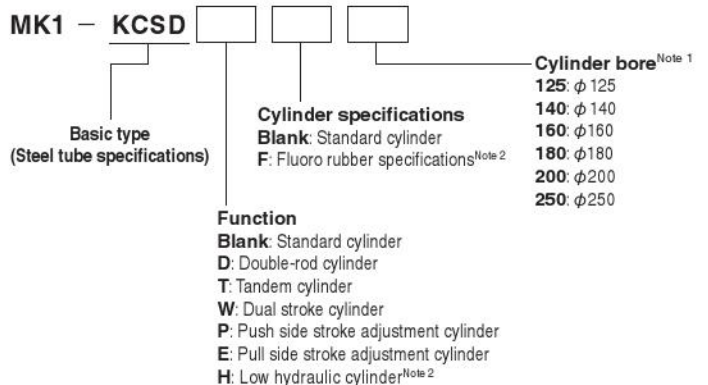 MK1 − KCSD
Basic type
(Steel tube specifications)
Cylinder specifications
Blank: Standard cylinder
F: Fluoro rubber specifications Note 2
Cylinder bore Note 1
125: ϕ125
140: ϕ140
160: ϕ160
180: ϕ180
200: ϕ200
250: ϕ250
Function
Blank: Standard cylinder
D: Double-rod cylinder
T: Tandem cylinder
W: Dual stroke cylinder
P: Push side stroke adjustment cylinder
E: Pull side stroke adjustment cylinder
H: Low hydraulic cylinder Note 2